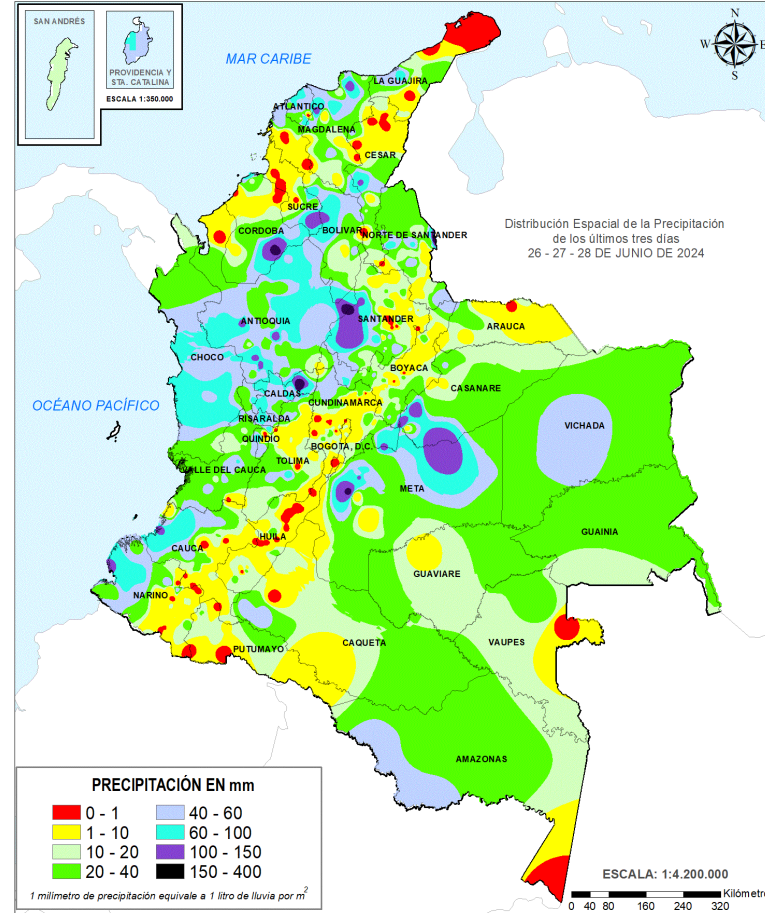 SAN ANDRÉS
PROVIDENCIA Y
STA. CATALINA
ESCALA 1:350.000
MAR CARIBE
N
W
E
S
LA GUAJIRA
ATLANTICO
MAGDALENA
CESAR
SUCRE
CORDOBA
BOLIVAR
NORTE DE SANTANDER
Distribución Espacial de la Precipitación
de los últimos tres días
26 - 27 - 28 DE JUNIO DE 2024
ANTIOQUIA
SANTANDER
ARAUCA
CHOCO
BOYACA
CASANARE
CALDAS
CUNDINAMARCA
OCÉANO PACÍFICO
RISARALDA
VICHADA
QUINDIO
BOGOTA, D.C.
TOLIMA
VALLE DEL CAUCA
META
GUAINIA
HUILA
CAUCA
GUAVIARE
NARIÑO
CAQUETA
VAUPES
PUTUMAYO
AMAZONAS
PRECIPITACIÓN EN mm
0 - 1
1 - 10
10 - 20
20 - 40
40 - 60
60 - 100
100 - 150
150 - 400
1 milímetro de precipitación equivale a 1 litro de lluvia por m²
ESCALA: 1:4.200.000
Kilómetro
0 40 80 160 240 320